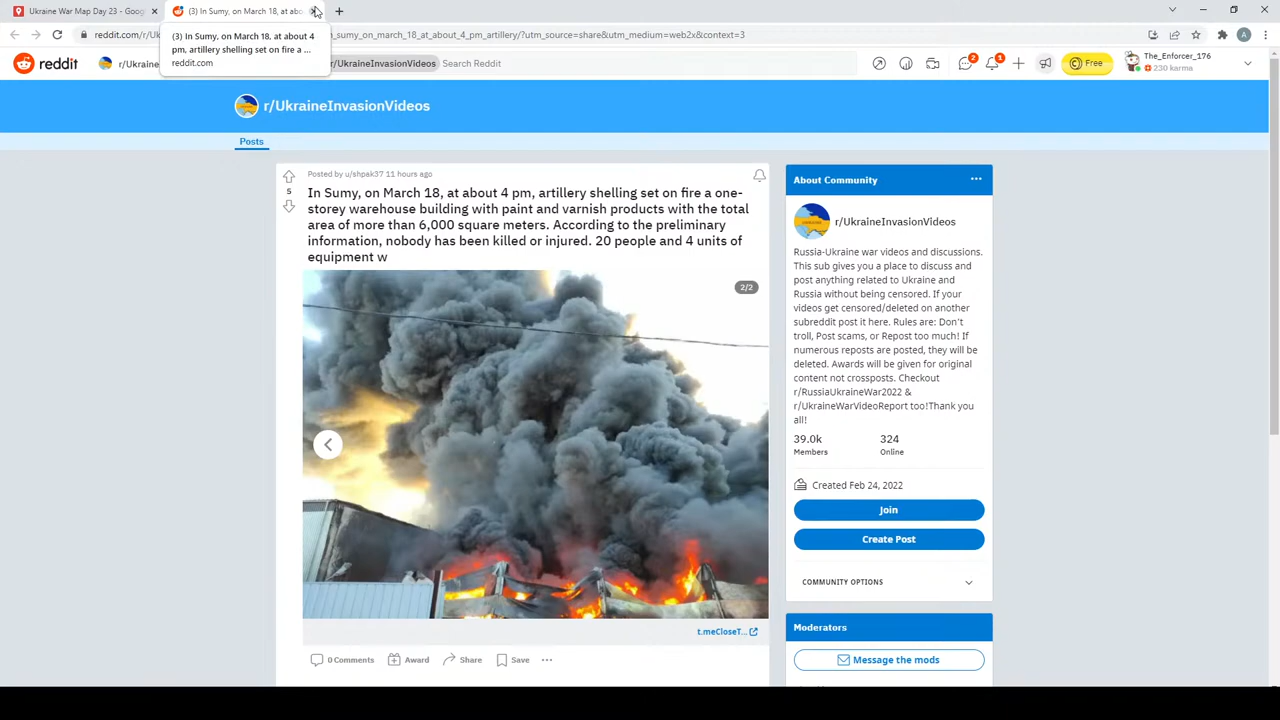 Ukraine War Map Day 23 - Goog
(3) In Sumy, on March 18, at abo
reddit.com/r/U
_sumy_on_march_18_at_about_4_pm_artillery/?utm_source=share&utm_medium=web2x&context=3
A
(3) In Sumy, on March 18, at about 4
pm, artillery shelling set on fire a ...
reddit.com
reddit
r/Ukraine
r/UkraineInvasionVideos
Search Reddit
2
1
Free
The_Enforcer_176
230 karma
r/UkraineInvasionVideos
Posts
Posted by u/shpak37 11 hours ago
5
In Sumy, on March 18, at about 4 pm, artillery shelling set on fire a one-
storey warehouse building with paint and varnish products with the total
area of more than 6,000 square meters. According to the preliminary
information, nobody has been killed or injured. 20 people and 4 units of
equipment w
2/2
t.meCloseT...
0 Comments
Award
Share
Save
About Community
r/UkraineInvasionVideos
Russia-Ukraine war videos and discussions.
This sub gives you a place to discuss and
post anything related to Ukraine and
Russia without being censored. If your
videos get censored/deleted on another
subreddit post it here. Rules are: Don't
troll, Post scams, or Repost too much! If
numerous reposts are posted, they will be
deleted. Awards will be given for original
content not crossposts. Checkout
r/RussiaUkraineWar2022 &
r/UkraineWarVideoReport too!Thank you
all!
39.0k
Members
324
Online
Created Feb 24, 2022
Join
Create Post
COMMUNITY OPTIONS
Moderators
Message the mods